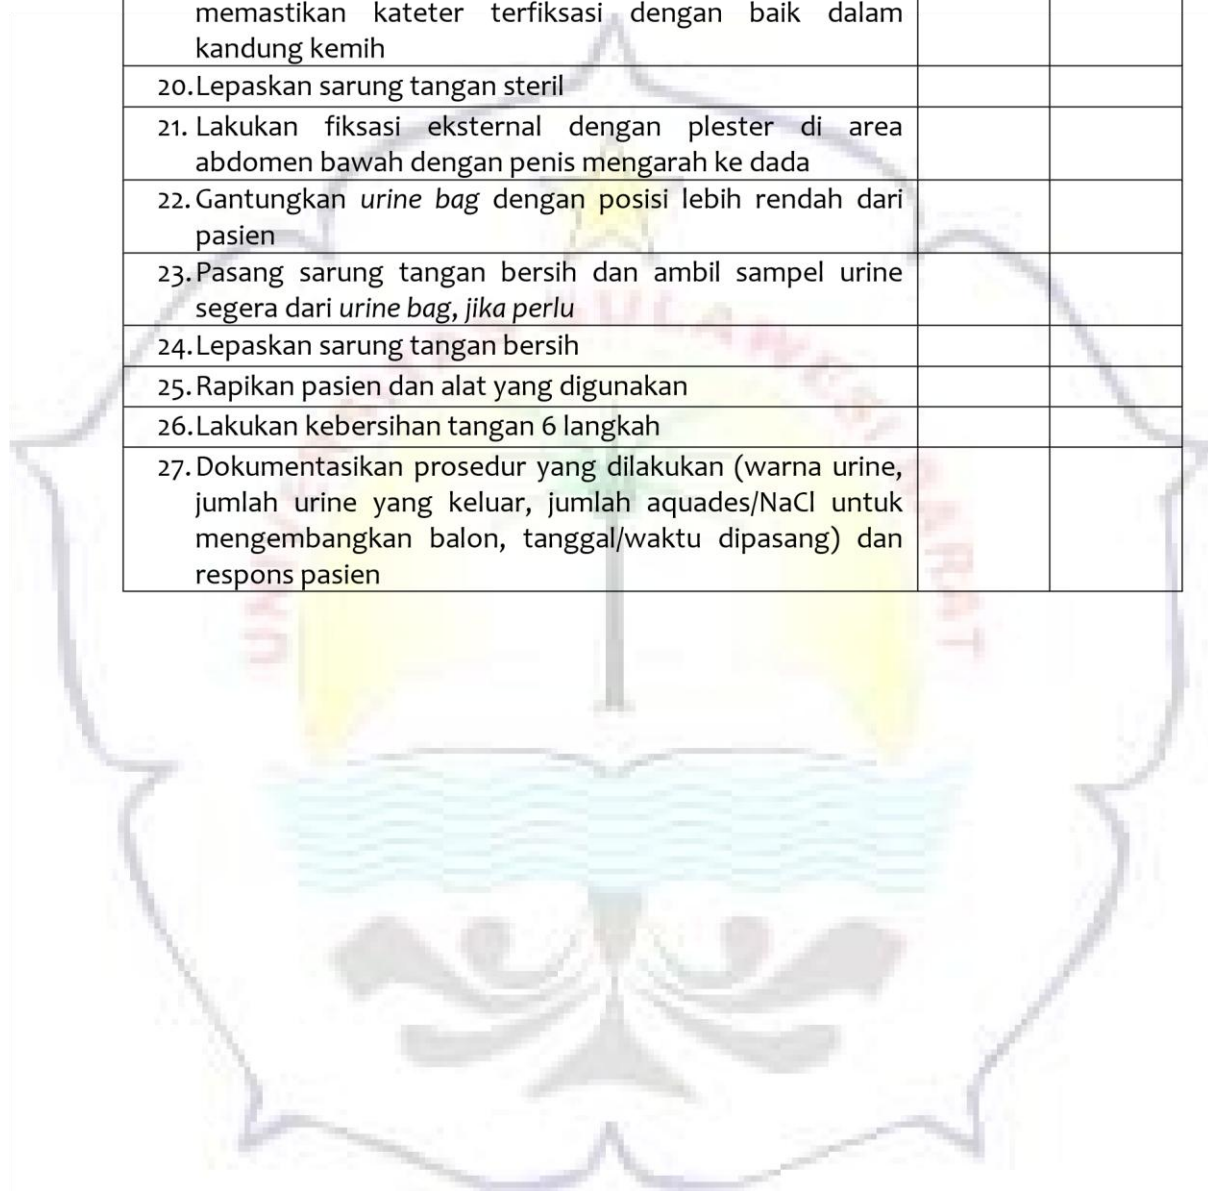 memastikan kateter terfiksasi dengan baik dalam
kandung kemih
20.Lepaskan sarung tangan steril
21. Lakukan fiksasi eksternal dengan plester di area
abdomen bawah dengan penis mengarah ke dada
22. Gantungkan urine bag dengan posisi lebih rendah dari
pasien
23. Pasang sarung tangan bersih dan ambil sampel urine
segera dari urine bag, jika perlu
24. Lepaskan sarung tangan bersih
25. Rapikan pasien dan alat yang digunakan
26. Lakukan kebersihan tangan 6 langkah
27. Dokumentasikan prosedur yang dilakukan (warna urine,
jumlah urine yang keluar, jumlah aquades/NaCl untuk
mengembangkan balon, tanggal/waktu dipasang) dan
respons pasien
UNIVERSITAS SULAWESI BARAT